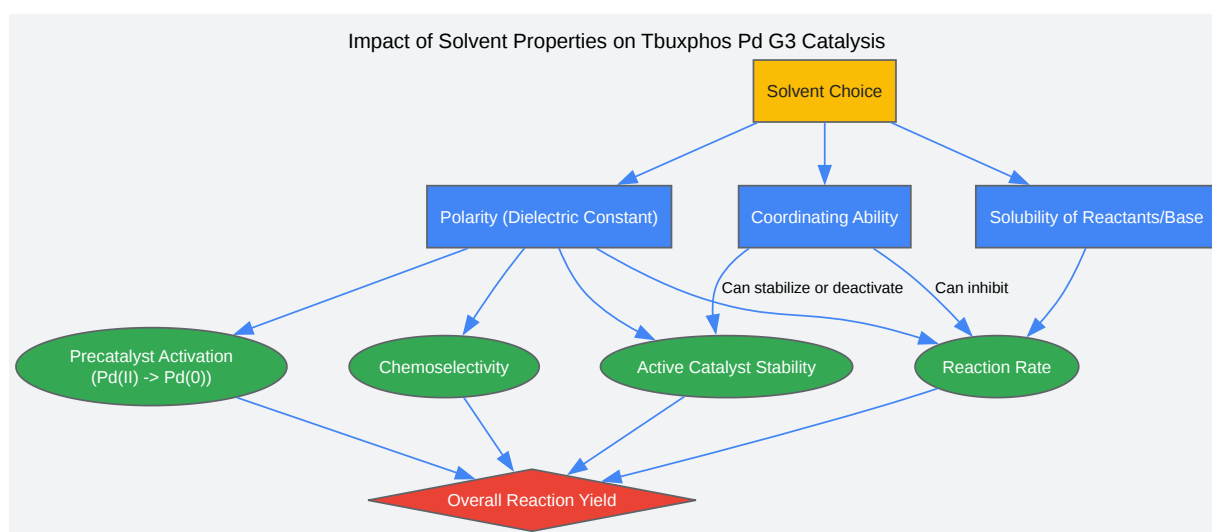 Impact of Solvent Properties on Tbuxphos Pd G3 Catalysis
Solvent Choice
Polarity (Dielectric Constant)
Coordinating Ability
Solubility of Reactants/Base
Can stabilize or deactivate
Can inhibit
Precatalyst Activation
(Pd(II) -> Pd(0))
Chemoselectivity
Active Catalyst Stability
Reaction Rate
Overall Reaction Yield